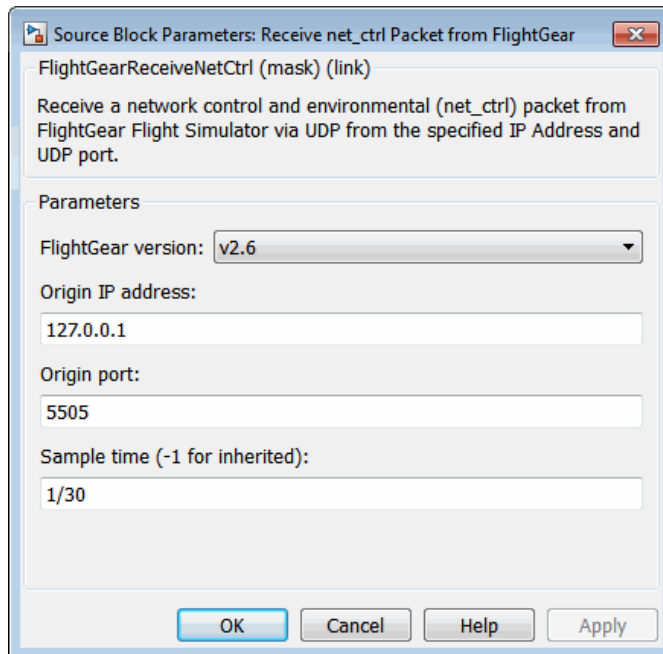 Source Block Parameters: Receive net_ctrl Packet from FlightGear
FlightGearReceiveNetCtrl (mask) (link)
Receive a network control and environmental (net_ctrl) packet from
FlightGear Flight Simulator via UDP from the specified IP Address and
UDP port.
Parameters
FlightGear version: v2.6
Origin IP address:
127.0.0.1
Origin port:
5505
Sample time (-1 for inherited):
1/30
OK Cancel Help Apply